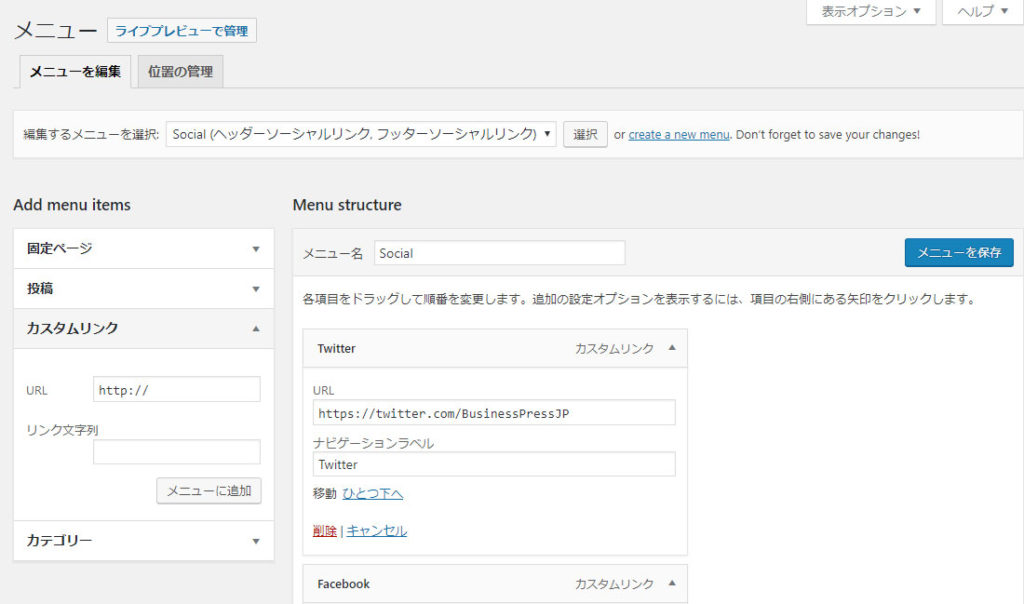 表示オプション ▼ ヘルプ ▼
メニュー ライブプレビューで管理
メニューを編集 位置の管理
編集するメニューを選択: Social (ヘッダーソーシャルリンク, フッターソーシャルリンク) ▼ 選択 or create a new menu. Don't forget to save your changes!
Add menu items
固定ページ ▼
投稿 ▼
カスタムリンク ▲
URL http://
リンク文字列
メニューに追加
カテゴリー ▼
Menu structure
メニュー名 Social メニューを保存
各項目をドラッグして順番を変更します。追加の設定オプションを表示するには、項目の右側にある矢印をクリックします。
Twitter カスタムリンク ▲
URL
https://twitter.com/BusinessPressJP
ナビゲーションラベル
Twitter
移動 ひとつ下へ
削除 | キャンセル
Facebook カスタムリンク ▲